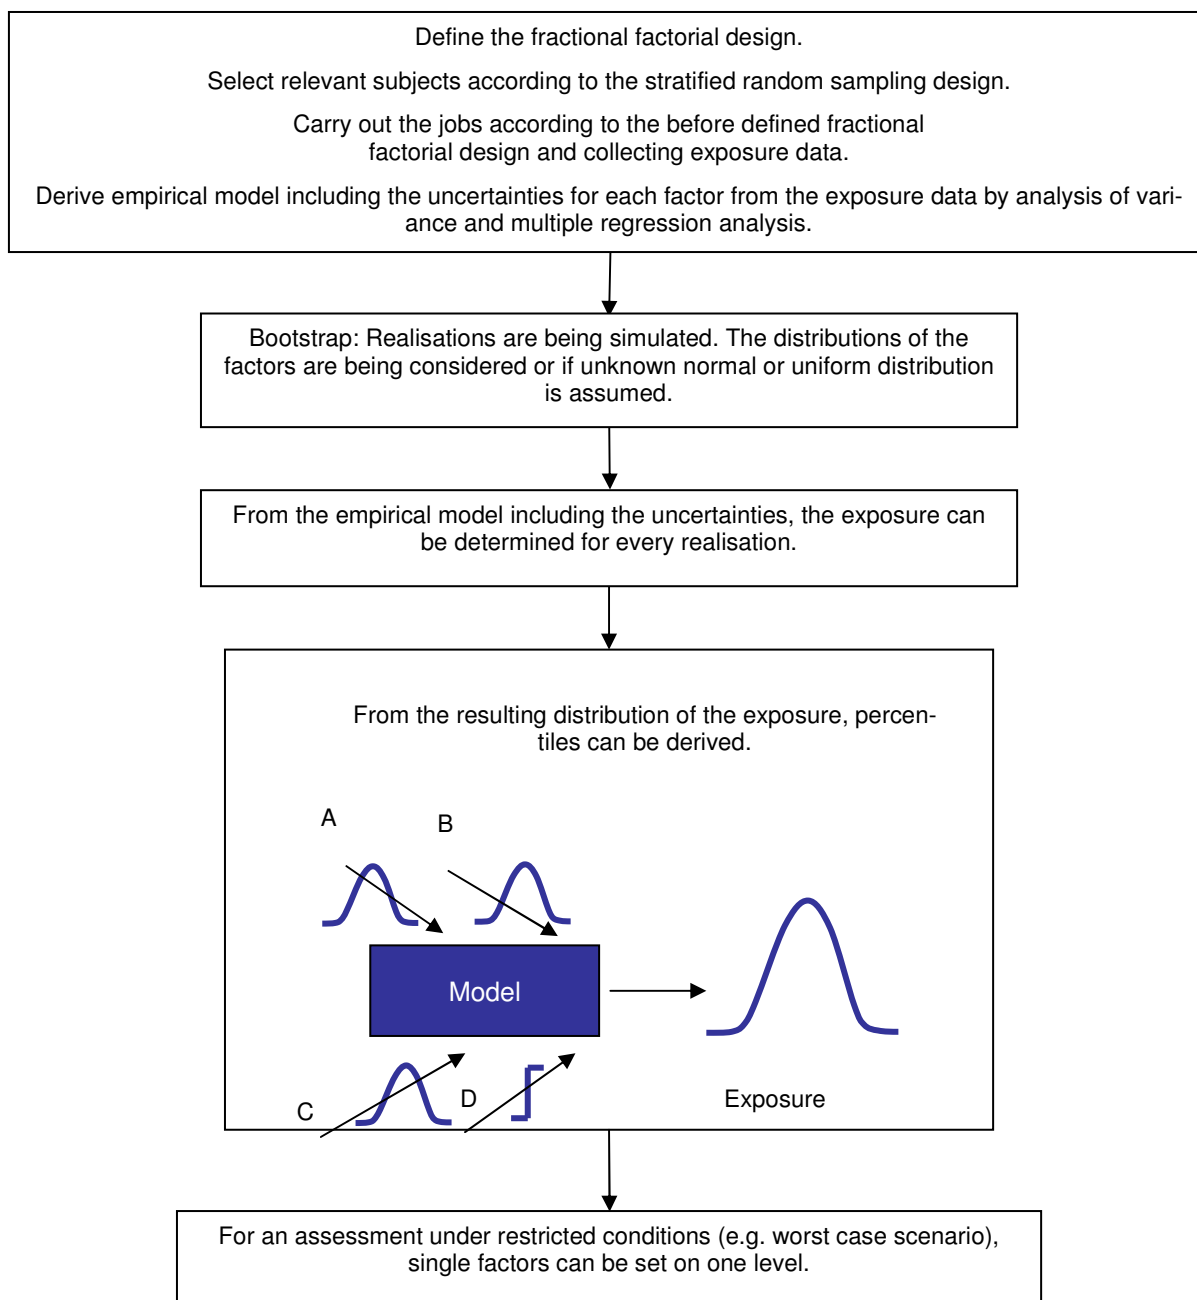 Define the fractional factorial design.
Select relevant subjects according to the stratified random sampling design.
Carry out the jobs according to the before defined fractional
factorial design and collecting exposure data.
Derive empirical model including the uncertainties for each factor from the exposure data by analysis of vari-
ance and multiple regression analysis.
Bootstrap: Realisations are being simulated. The distributions of the
factors are being considered or if unknown normal or uniform distribution
is assumed.
From the empirical model including the uncertainties, the exposure can
be determined for every realisation.
From the resulting distribution of the exposure, percen-
tiles can be derived.
A
B
Model
C
D
Exposure
For an assessment under restricted conditions (e.g. worst case scenario),
single factors can be set on one level.